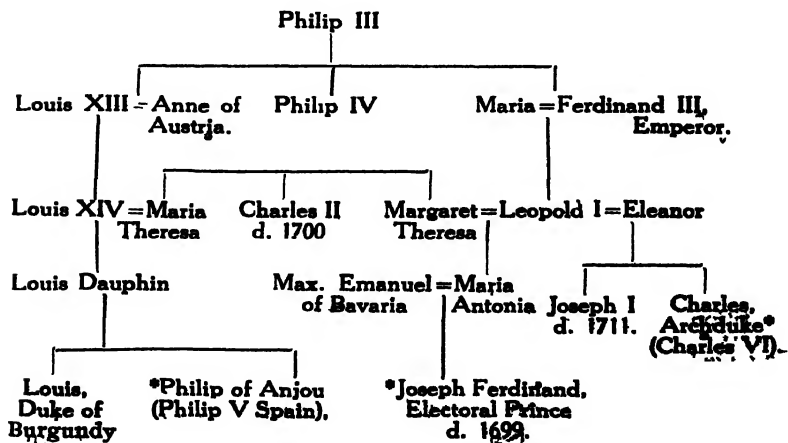 Philip III
Louis XIII = Anne of Austria.
Philip IV
Maria = Ferdinand III, Emperor.
Louis XIV = Maria Theresa
Charles II
d. 1700
Margaret Theresa = Leopold I = Eleanor
Louis Dauphin
Max. Emanuel of Bavaria = Maria Antonia
Joseph I
d. 1711.
Charles,
Archduke*
(Charles VI).
Louis,
Duke of
Burgundy
*Philip of Anjou
(Philip V Spain).
*Joseph Ferdinand,
Electoral Prince
d. 1699.